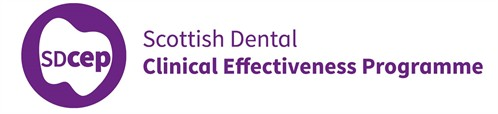 SDcep
Scottish Dental
Clinical Effectiveness Programme